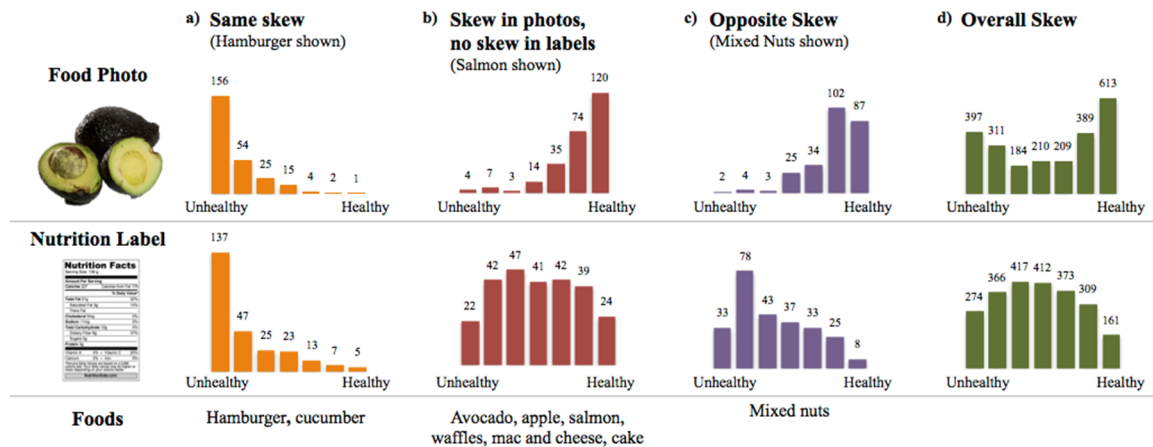 a) Same skew
(Hamburger shown)
b) Skew in photos,
no skew in labels
(Salmon shown)
c) Opposite Skew
(Mixed Nuts shown)
d) Overall Skew
Food Photo
156 54 25 15 4 2 1
Unhealthy Healthy
4 7 3 14 35 74 120
Unhealthy Healthy
2 4 3 25 34 102 87
Unhealthy Healthy
397 311 184 210 209 389 613
Unhealthy Healthy
Nutrition Label
Nutrition Facts
137 47 25 23 13 7 5
Unhealthy Healthy
22 42 47 41 42 39 24
Unhealthy Healthy
33 78 43 37 33 25 8
Unhealthy Healthy
274 366 417 412 373 309 161
Unhealthy Healthy
Foods
Hamburger, cucumber
Avocado, apple, salmon,
waffles, mac and cheese, cake
Mixed nuts